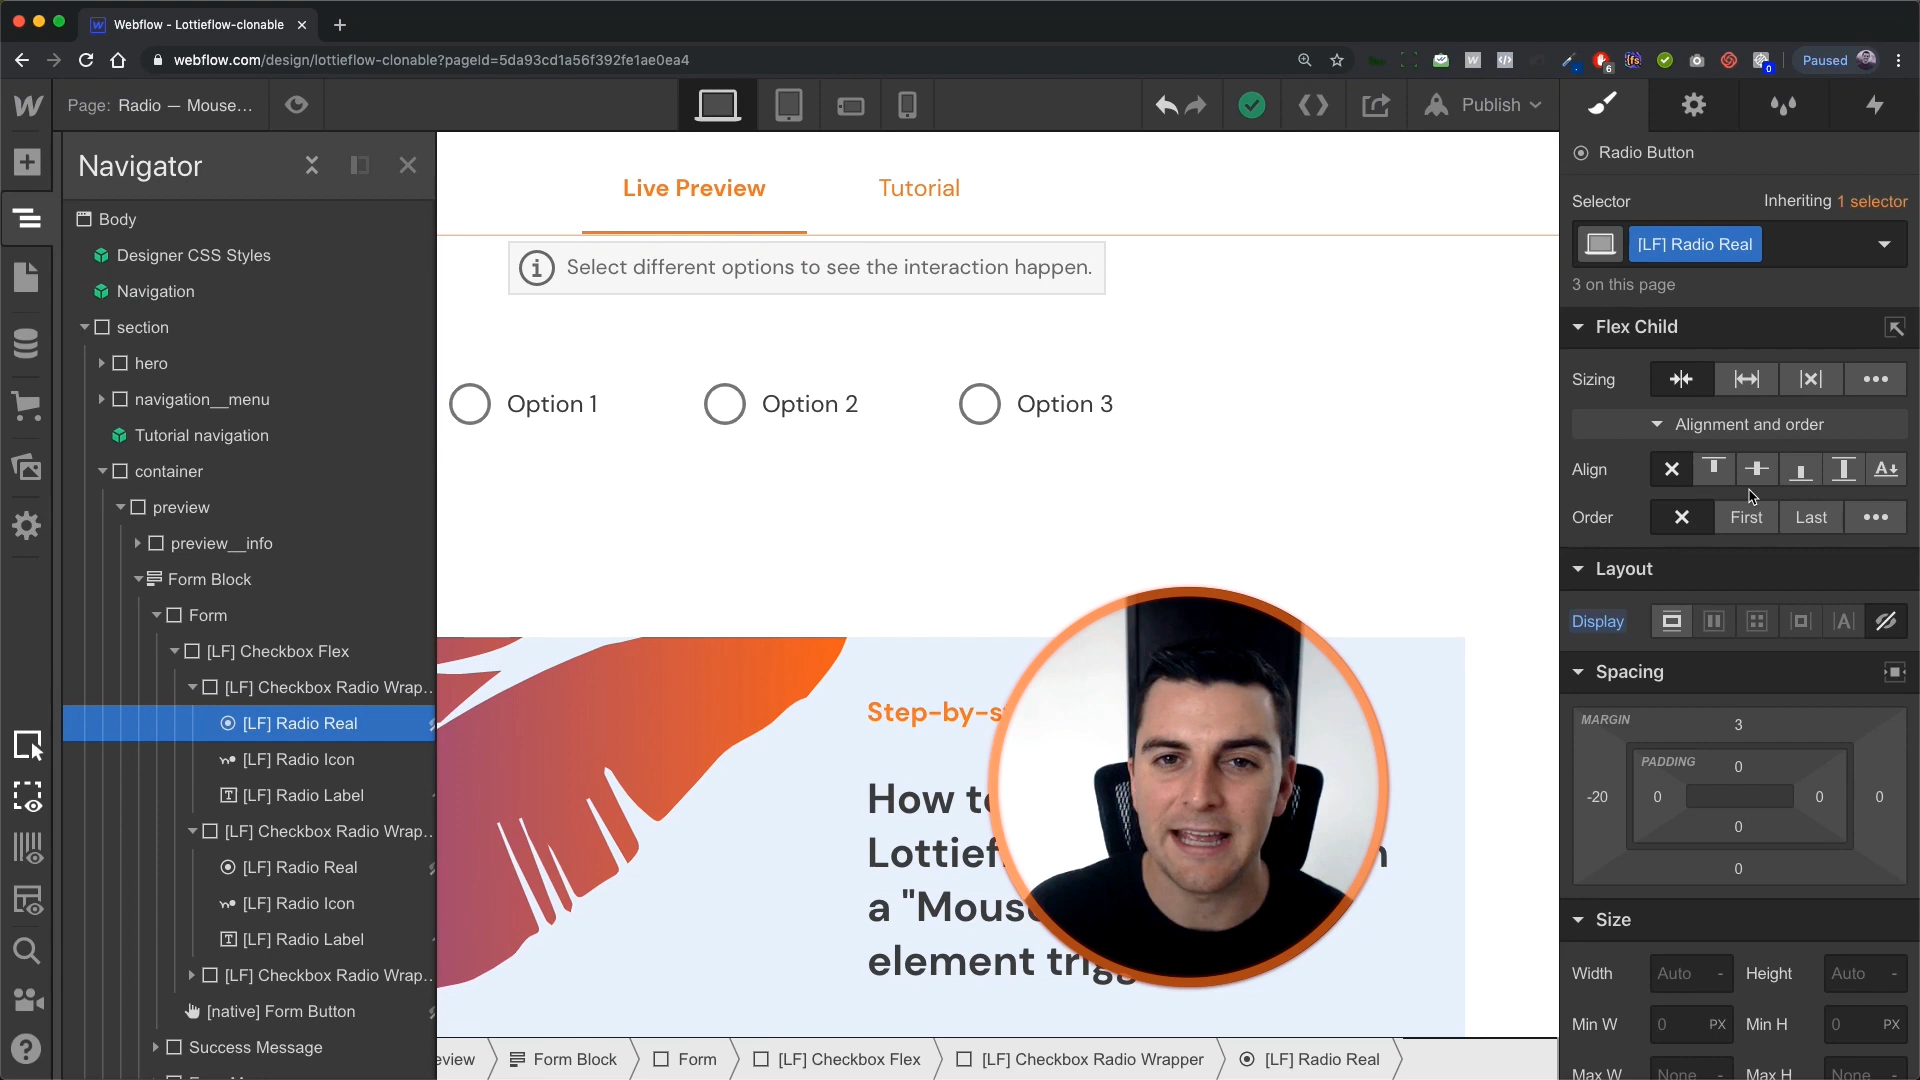 Webflow - Lottieflow-clonable
webflow.com/design/lottieflow-clonable?pageId=5da93cd1a56f392fe1ae0ea4
6
0
Paused
Page: Radio — Mouse...
Publish
Navigator
Body
Designer CSS Styles
Navigation
section
hero
navigation__menu
Tutorial navigation
container
preview
preview__info
Form Block
Form
[LF] Checkbox Flex
[LF] Checkbox Radio Wrap...
[LF] Radio Real
[LF] Radio Icon
[LF] Radio Label
[LF] Checkbox Radio Wrap...
[LF] Radio Real
[LF] Radio Icon
[LF] Radio Label
[LF] Checkbox Radio Wrap...
[native] Form Button
Success Message
Live Preview
Tutorial
Select different options to see the interaction happen.
Option 1
Option 2
Option 3
Step-by-s
How to
Lottief
a "Mous
element trigg
eview
Form Block
Form
[LF] Checkbox Flex
[LF] Checkbox Radio Wrapper
[LF] Radio Real
Radio Button
Selector
Inheriting 1 selector
[LF] Radio Real
3 on this page
Flex Child
Sizing
Alignment and order
Align
Order
First
Last
Layout
Display
Spacing
MARGIN
3
PADDING
0
-20
0
0
0
0
0
Size
Width
Auto
-
Height
Auto
-
Min W
0
PX
Min H
0
PX
Max W
None
-
Max H
None
-